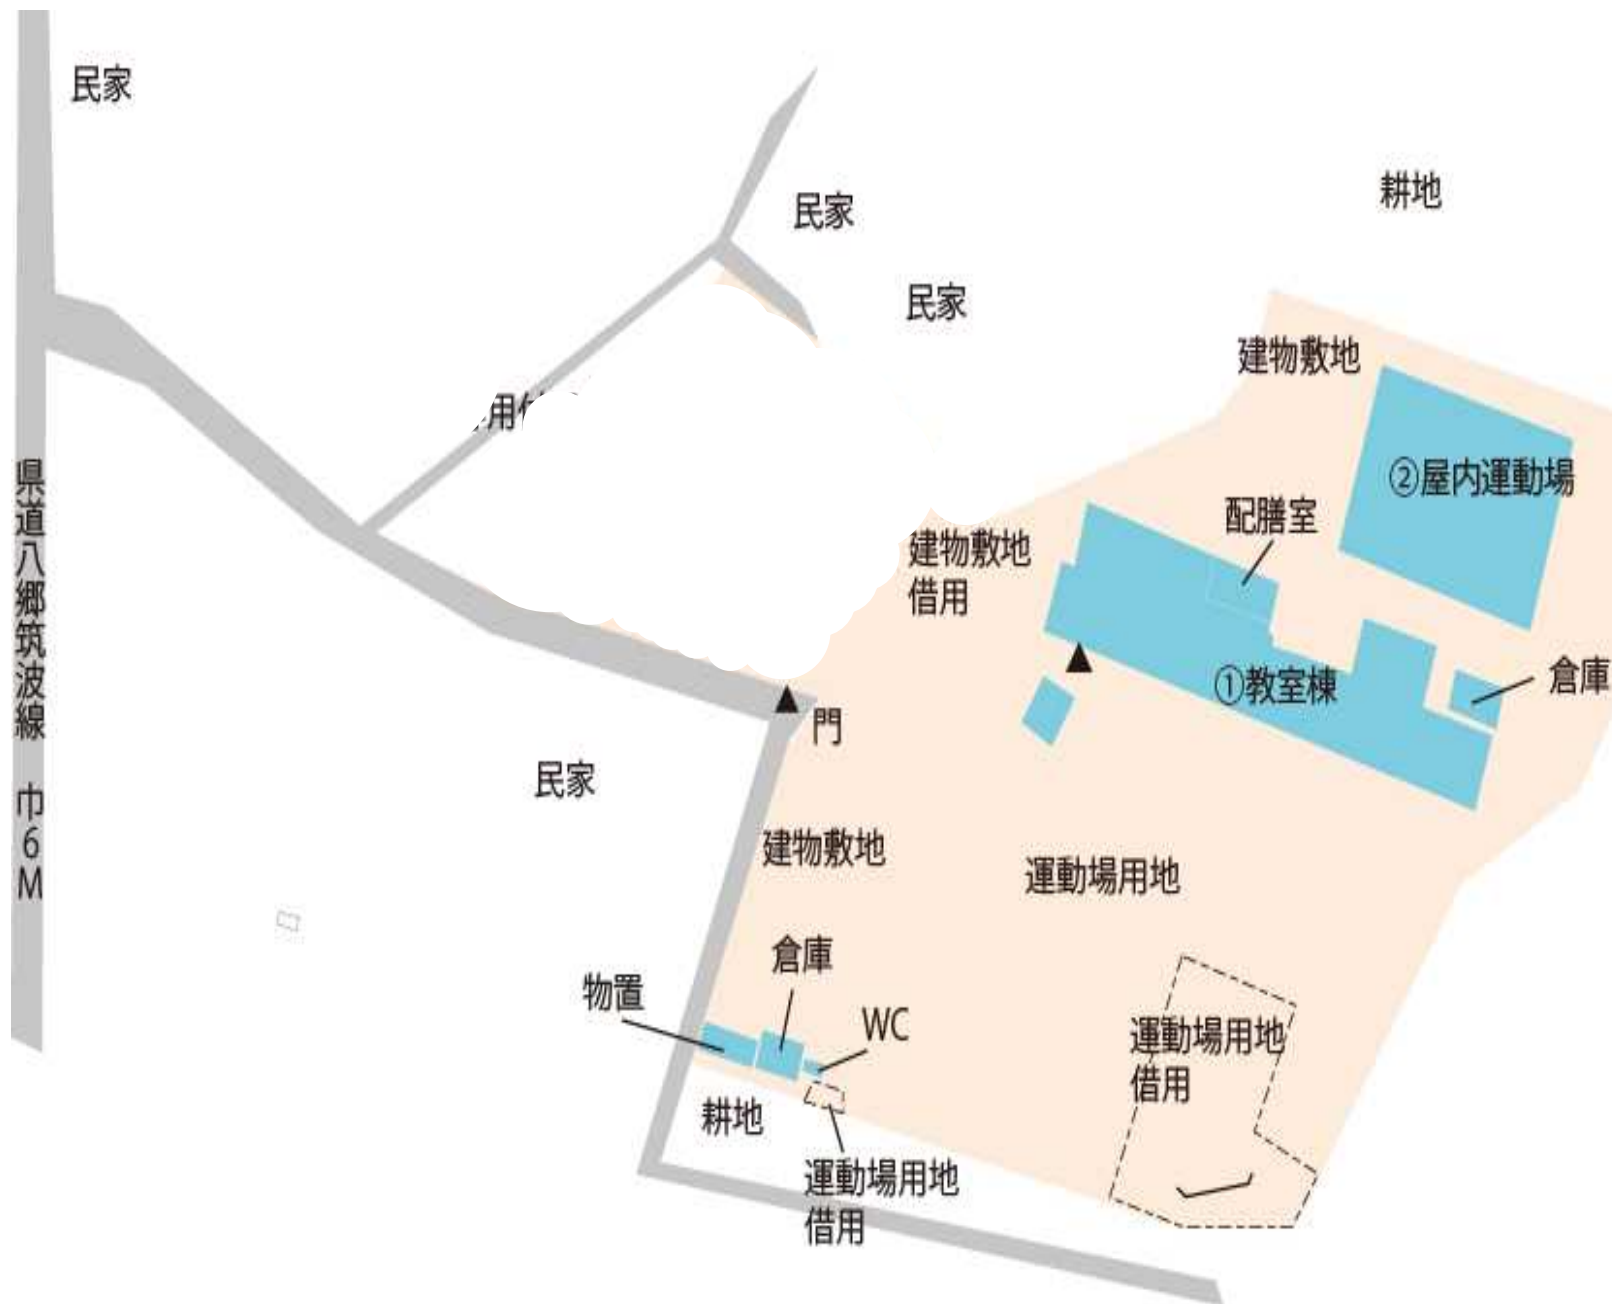 民家
民家
耕地
民家
建物敷地
②屋内運動場
配膳室
建物敷地
借用
倉庫
①教室棟
門
民家
建物敷地
運動場用地
倉庫
物置
WC
運動場用地
借用
耕地
運動場用地
借用
県道八郷筑波線 巾6M